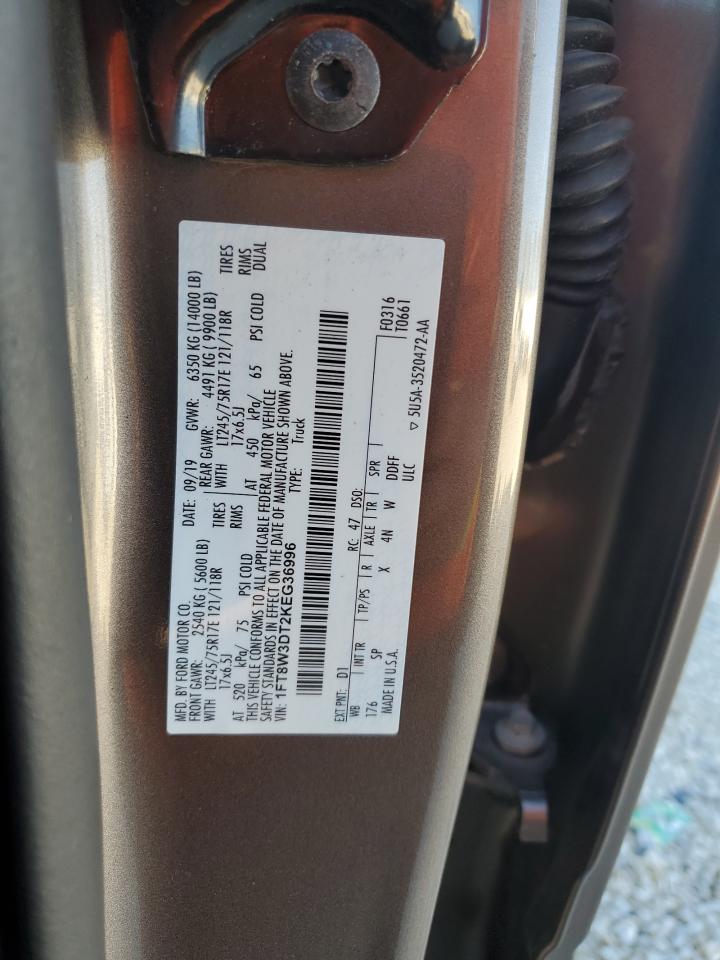 MFD. BY FORD MOTOR CO.
DATE: 09/19 GVWR: 6350 KG (14000 LB)
FRONT GAWR: 2540 KG ( 5600 LB) REAR GAWR: 4491 KG ( 9900 LB)
WITH LT245/75R17E 121/118R TIRES WITH LT245/75R17E 121/118R TIRES
17x6.5J RIMS 17x6.5J RIMS
AT 520 kPa/ 75 PSI COLD AT 450 kPa/ 65 PSI COLD DUAL
THIS VEHICLE CONFORMS TO ALL APPLICABLE FEDERAL MOTOR VEHICLE
SAFETY STANDARDS IN EFFECT ON THE DATE OF MANUFACTURE SHOWN ABOVE.
VIN: 1FT8W3DT2KEG36996 TYPE: Truck
EXT PNT: D1 RC: 47 DSO: F0316
WB INT TR TP/PS R AXLE TR SPR T0661
176 SP X 4N W DDFF
MADE IN U.S.A. ULC ▽ 5U5A-3520472-AA